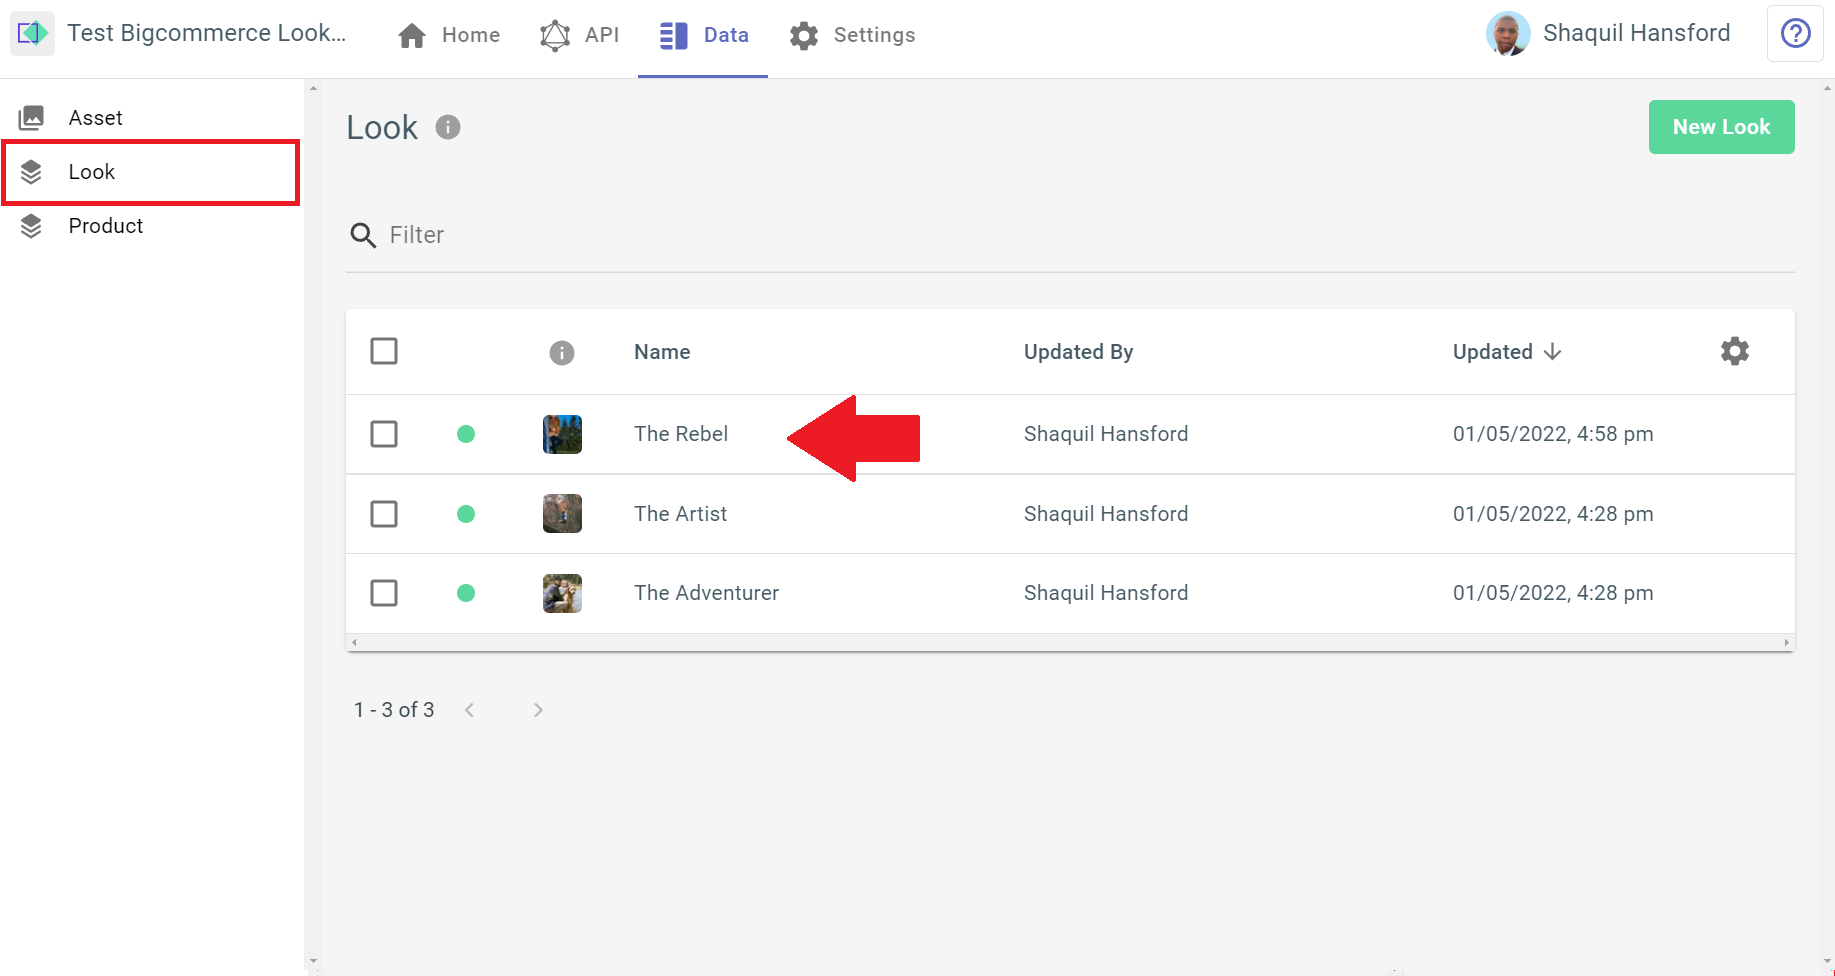 Test Bigcommerce Look... Home API Data Settings Shaquil Hansford
Asset
Look
Product
Look New Look
Filter
Name Updated By Updated
The Rebel Shaquil Hansford 01/05/2022, 4:58 pm
The Artist Shaquil Hansford 01/05/2022, 4:28 pm
The Adventurer Shaquil Hansford 01/05/2022, 4:28 pm
1 - 3 of 3